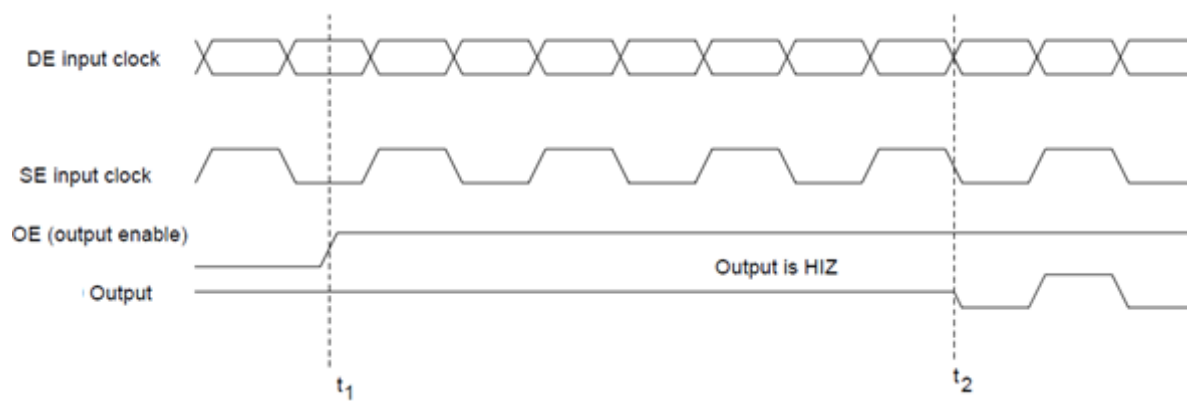 DE input clock
SE input clock
OE (output enable)
Output is HIZ
Output
t1
t2